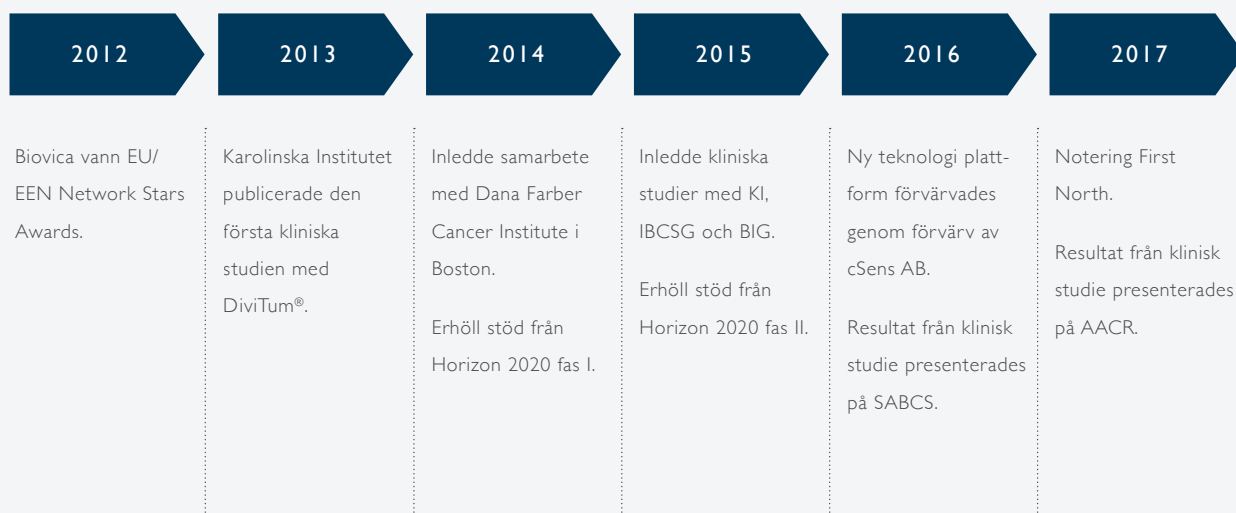 2012
Biovica vann EU/
EEN Network Stars
Awards.
2013
Karolinska Institutet
publicerade den
första kliniska
studien med
DiviTum®.
2014
Inledde samarbete
med Dana Farber
Cancer Institute i
Boston.
Erhöll stöd från
Horizon 2020 fas I.
2015
Inledde kliniska
studier med KI,
IBCSG och BIG.
Erhöll stöd från
Horizon 2020 fas II.
2016
Ny teknologi platt-
form förvärvades
genom förvärv av
cSens AB.
Resultat från klinisk
studie presenterades
på SABCS.
2017
Notering First
North.
Resultat från klinisk
studie presenterades
på AACR.